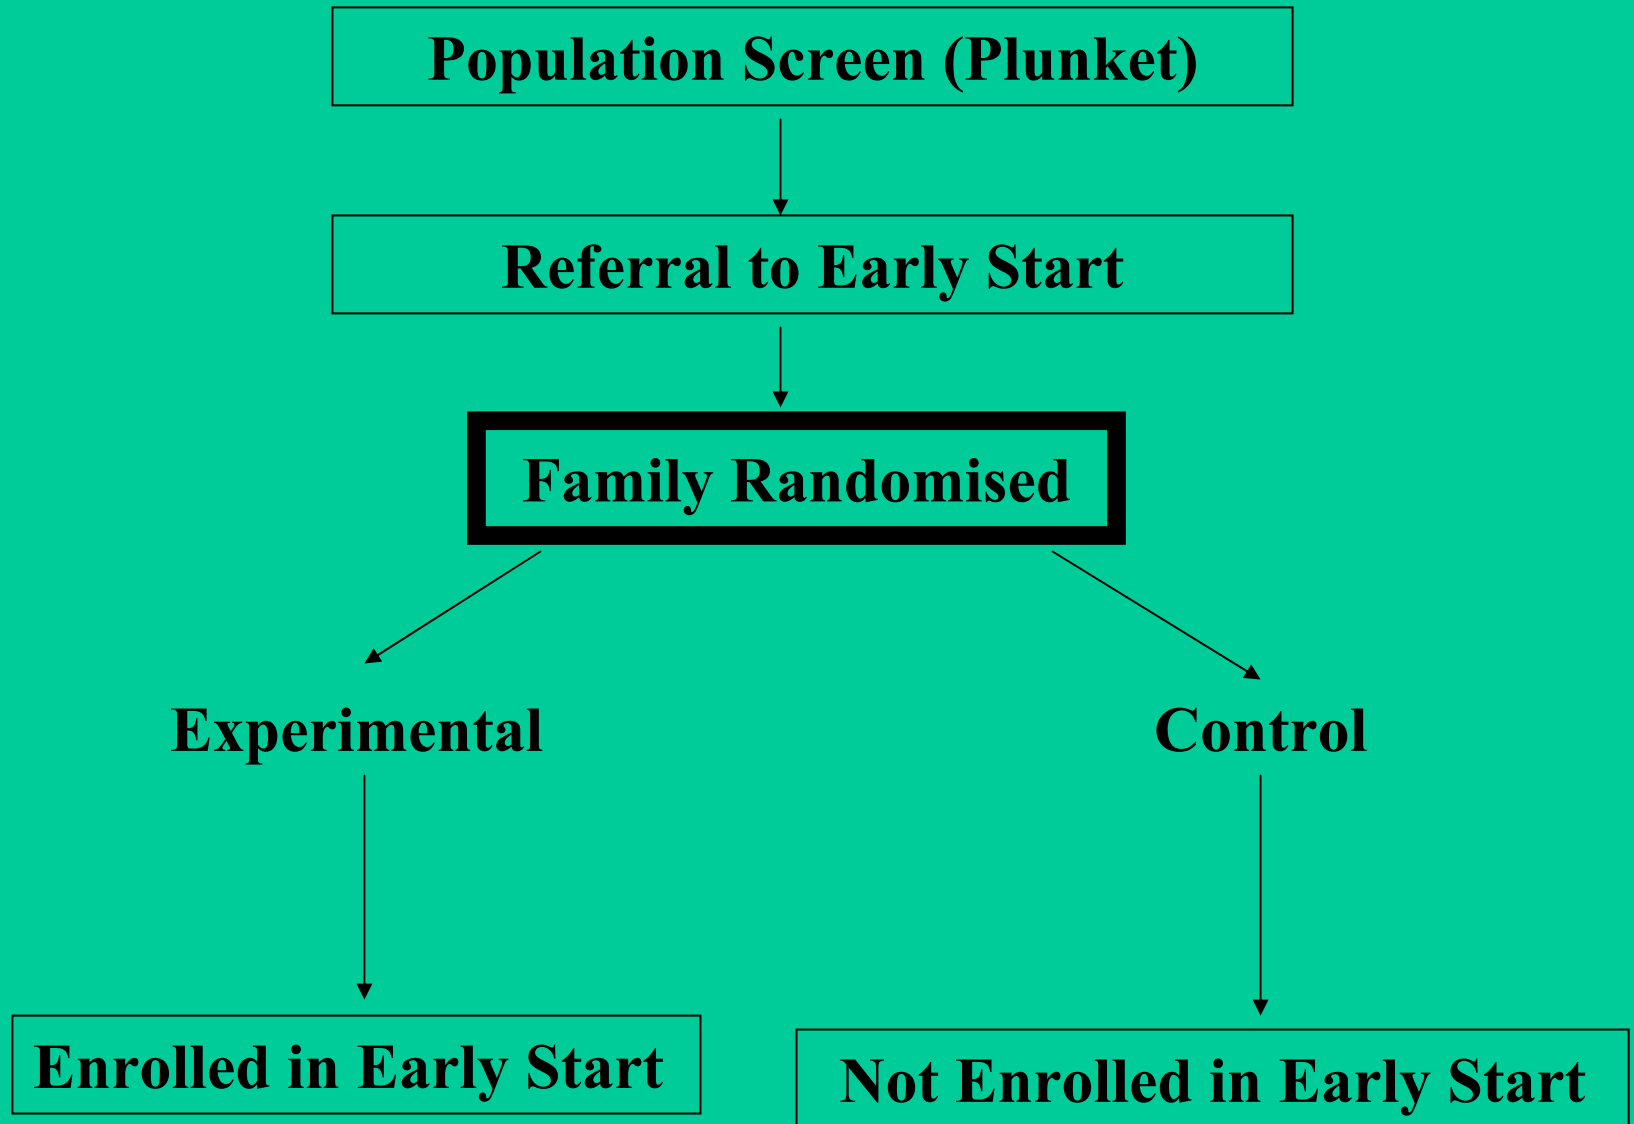 Population Screen (Plunket)
Referral to Early Start
Family Randomised
Experimental
Control
Enrolled in Early Start
Not Enrolled in Early Start